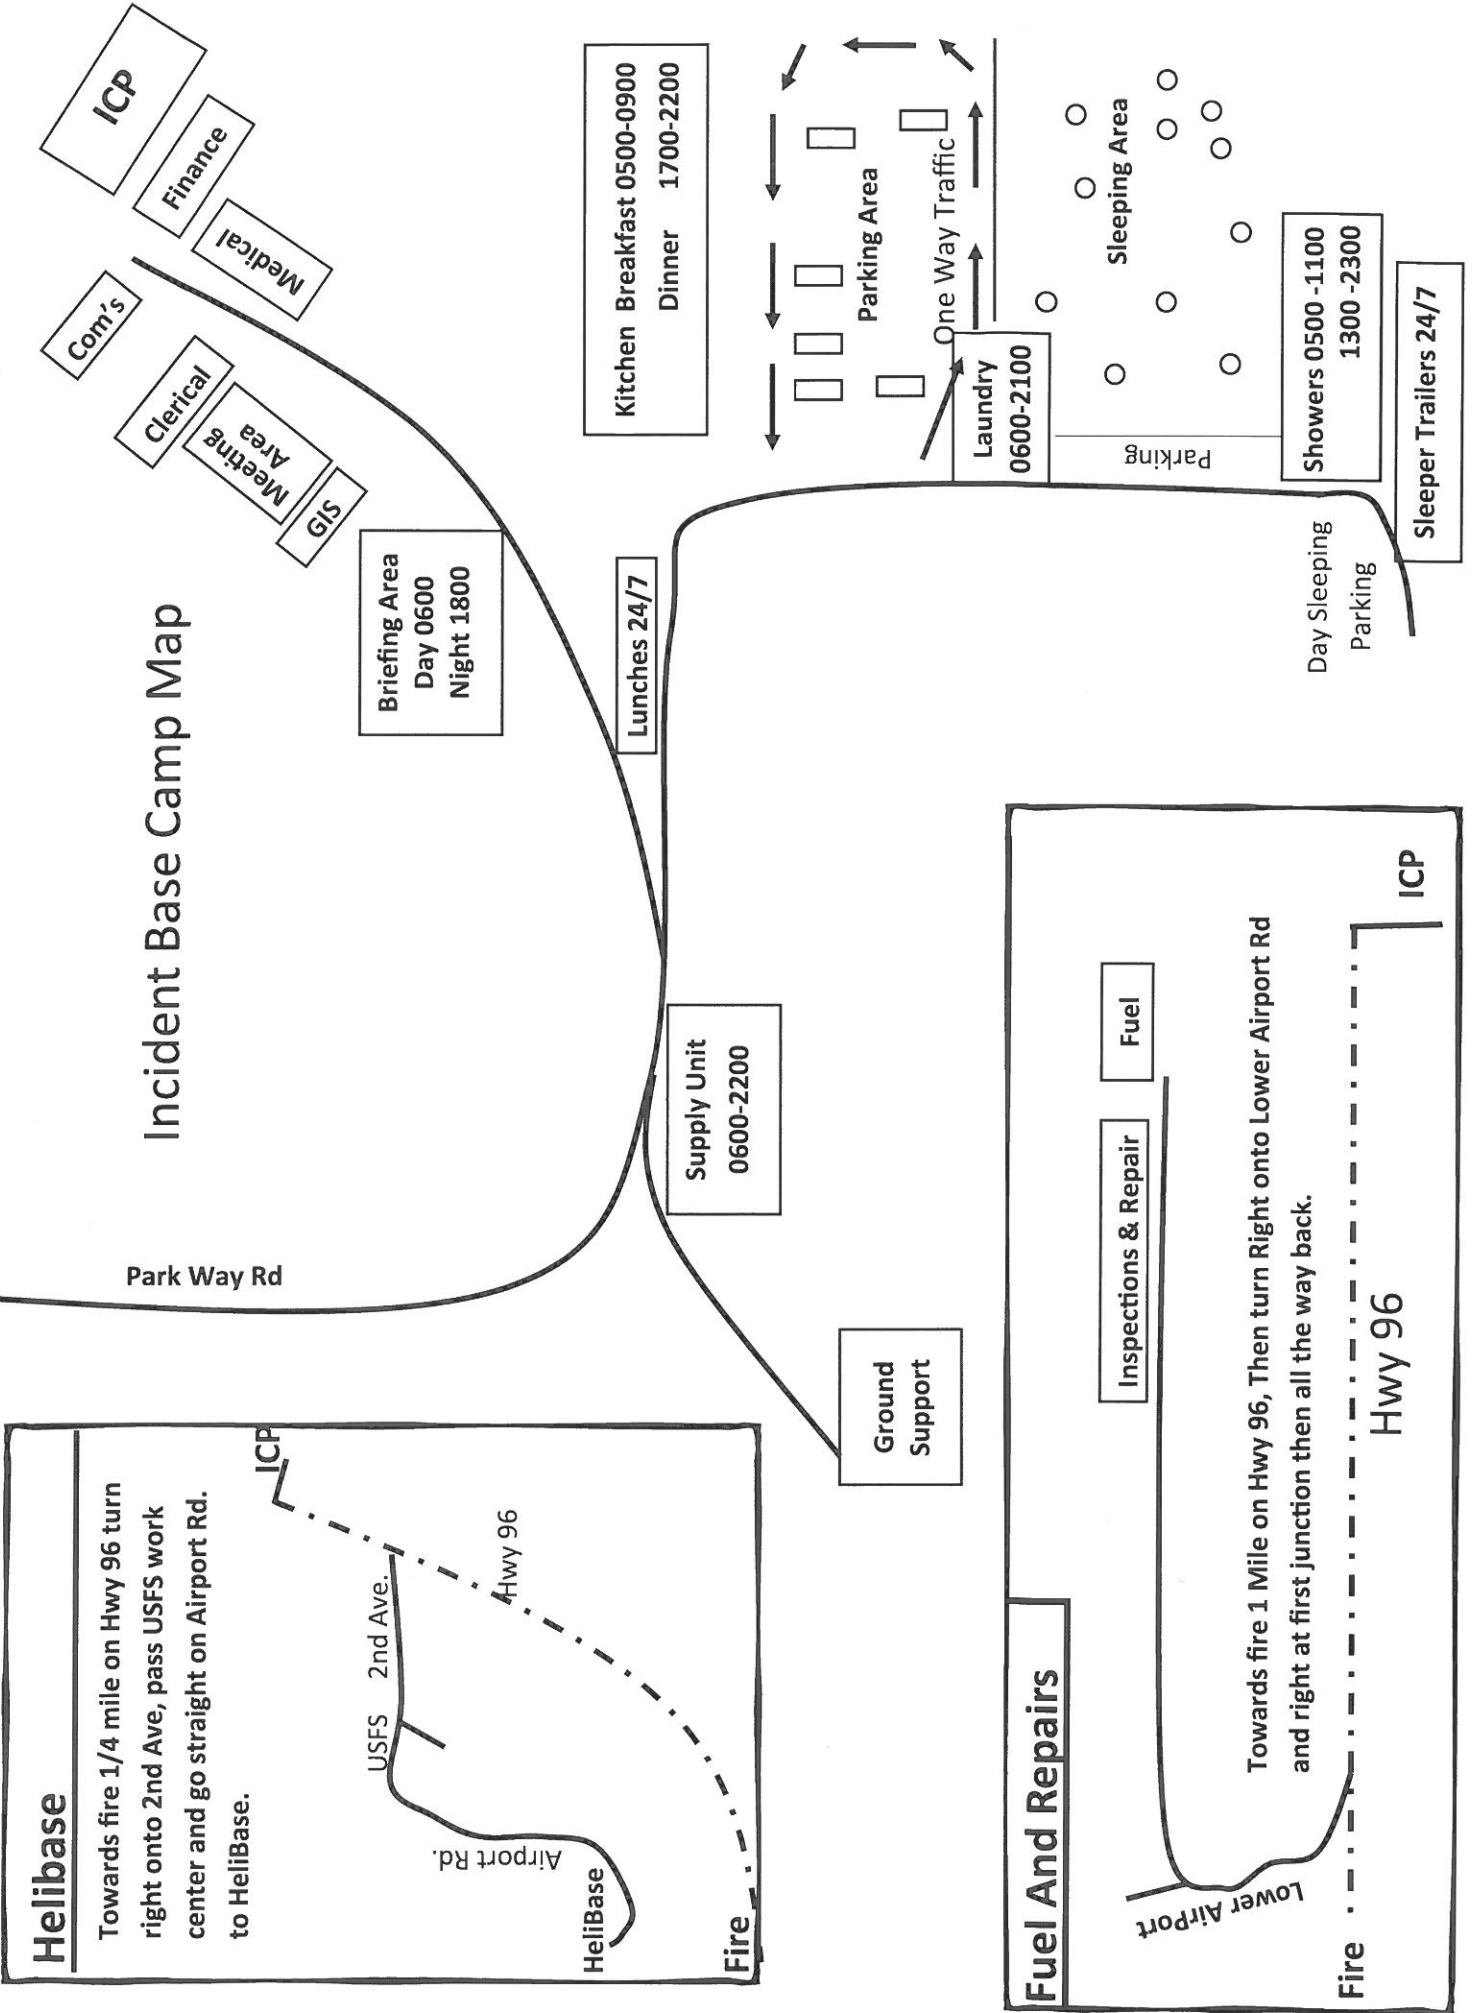 Helibase
Towards fire 1/4 mile on Hwy 96 turn
right onto 2nd Ave, pass USFS work
center and go straight on Airport Rd.
to HeliBase.
ICP
2nd Ave.
USFS
Hwy 96
Airport Rd.
HeliBase
Fire
Park Way Rd
Incident Base Camp Map
Com's
ICP
Finance
Medical
Clerical
Meeting
Area
GIS
Briefing Area
Day 0600
Night 1800
Lunches 24/7
Supply Unit
0600-2200
Ground
Support
Kitchen Breakfast 0500-0900
Dinner 1700-2200
Parking Area
One Way Traffic
Laundry
0600-2100
Sleeping Area
Parking
Showers 0500 -1100
1300 -2300
Sleeper Trailers 24/7
Day Sleeping
Parking
Fuel And Repairs
Inspections & Repair
Fuel
Lower AirPort
Towards fire 1 Mile on Hwy 96, Then turn Right onto Lower Airport Rd
and right at first junction then all the way back.
Fire
Hwy 96
ICP